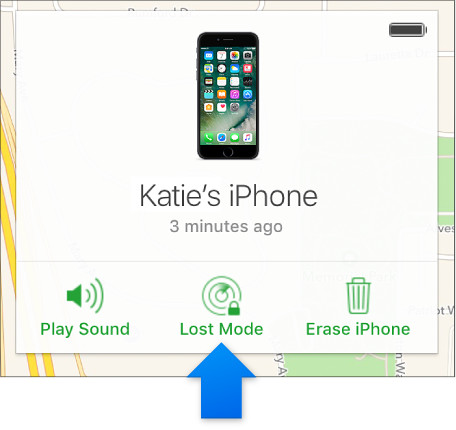 Katie's iPhone
3 minutes ago
Play Sound
Lost Mode
Erase iPhone